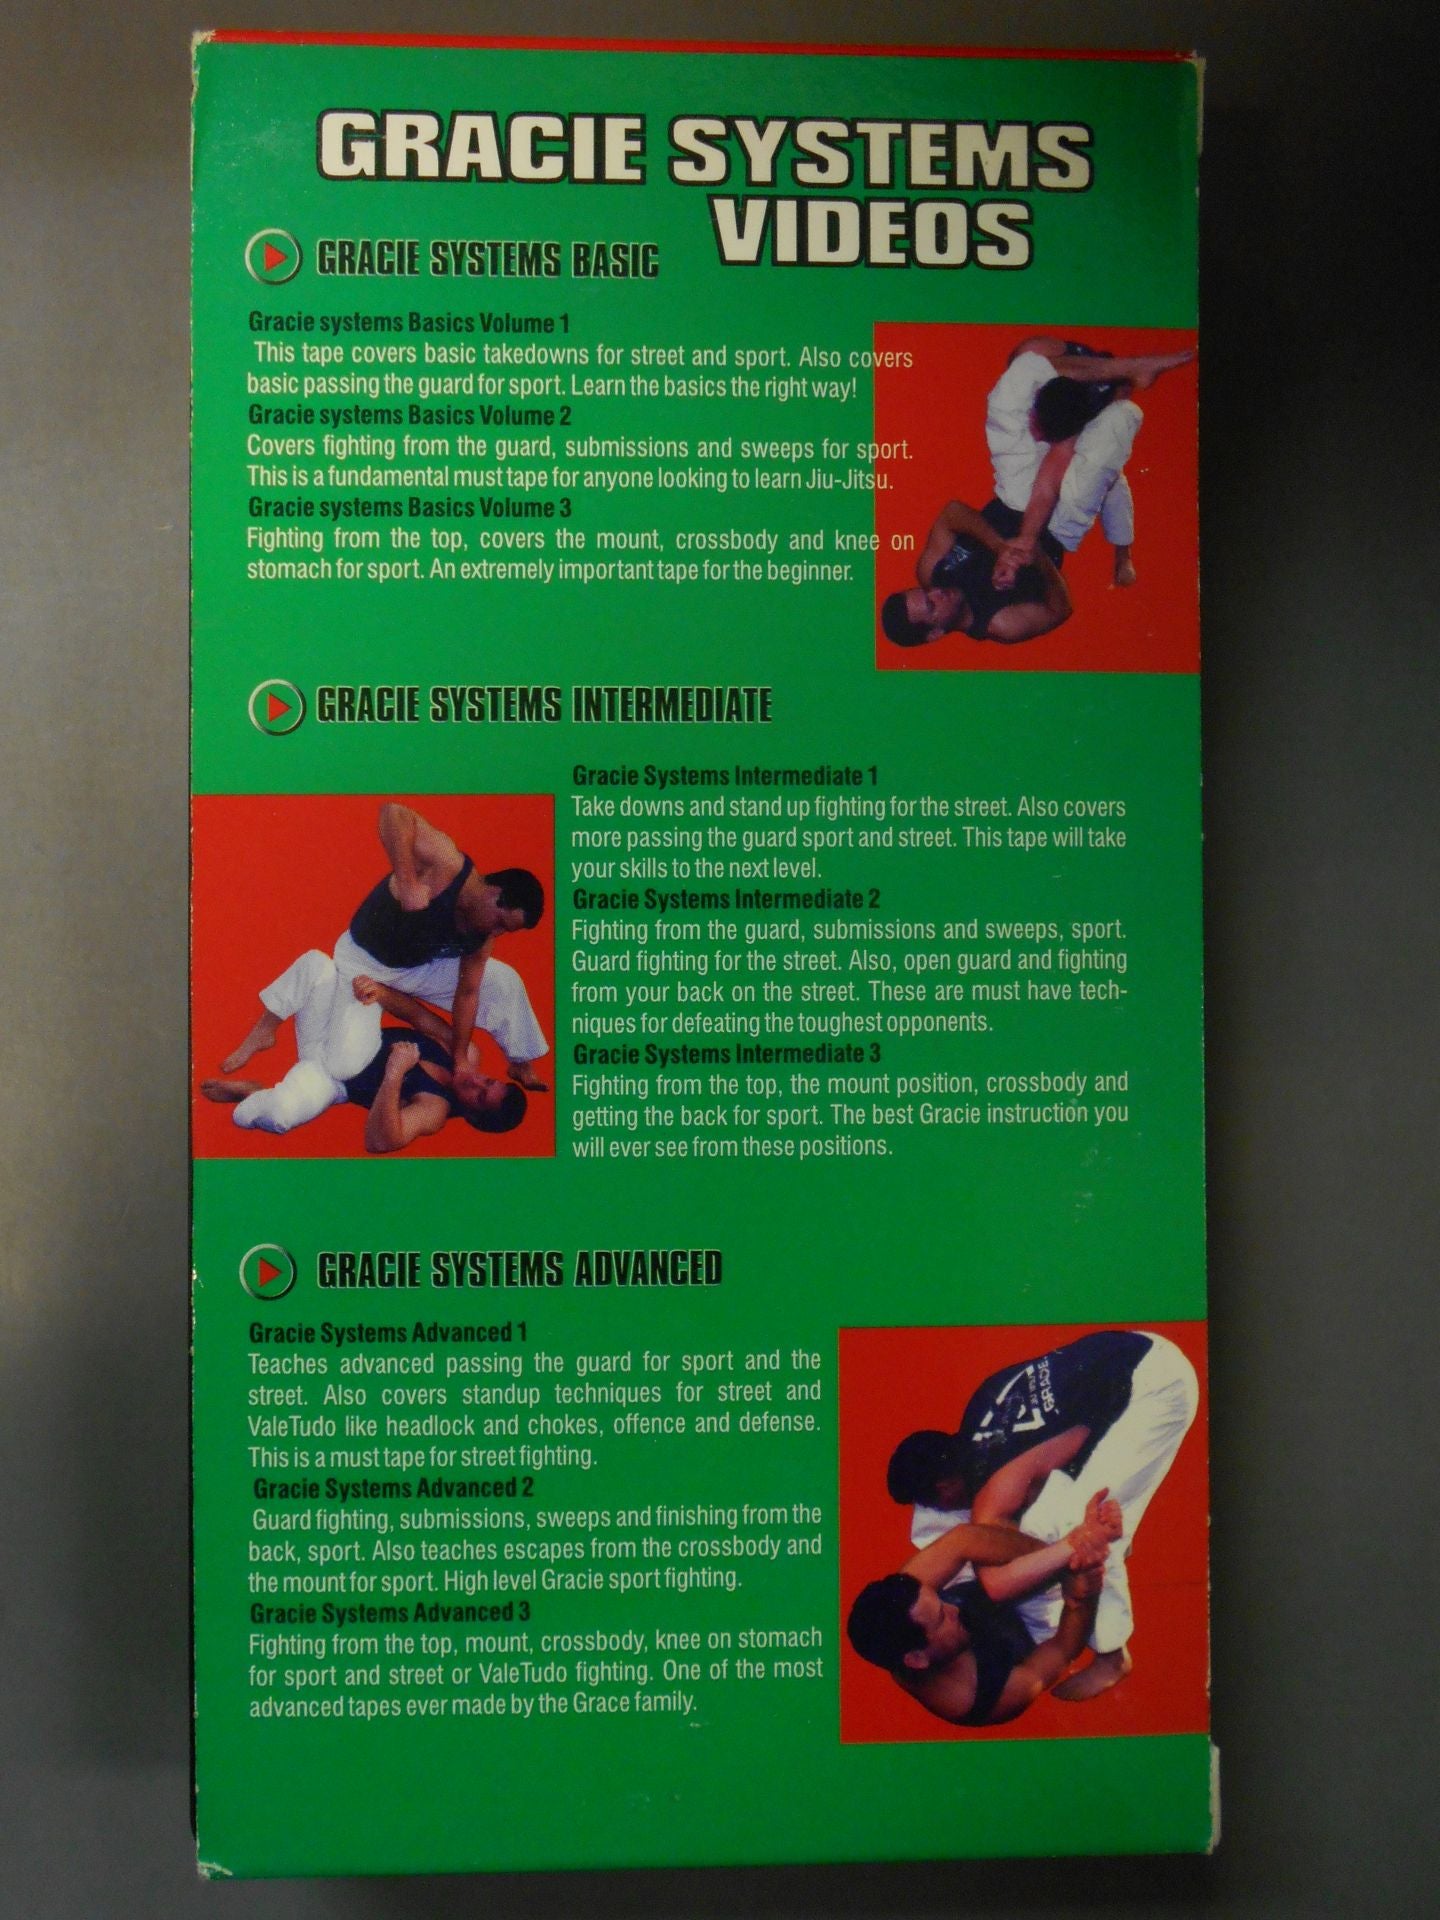 GRACIE SYSTEMS
VIDEOS
GRACIE SYSTEMS BASIC
Gracie systems Basics Volume 1
This tape covers basic takedowns for street and sport. Also covers
basic passing the guard for sport. Learn the basics the right way!
Gracie systems Basics Volume 2
Covers fighting from the guard, submissions and sweeps for sport.
This is a fundamental must tape for anyone looking to learn Jiu-Jitsu.
Gracie systems Basics Volume 3
Fighting from the top, covers the mount, crossbody and knee on
stomach for sport. An extremely important tape for the beginner.
GRACIE SYSTEMS INTERMEDIATE
Gracie Systems Intermediate 1
Take downs and stand up fighting for the street. Also covers
more passing the guard sport and street. This tape will take
your skills to the next level.
Gracie Systems Intermediate 2
Fighting from the guard, submissions and sweeps, sport.
Guard fighting for the street. Also, open guard and fighting
from your back on the street. These are must have tech-
niques for defeating the toughest opponents.
Gracie Systems Intermediate 3
Fighting from the top, the mount position, crossbody and
getting the back for sport. The best Gracie instruction you
will ever see from these positions.
GRACIE SYSTEMS ADVANCED
Gracie Systems Advanced 1
Teaches advanced passing the guard for sport and the
street. Also covers standup techniques for street and
ValeTudo like headlock and chokes, offence and defense.
This is a must tape for street fighting.
Gracie Systems Advanced 2
Guard fighting, submissions, sweeps and finishing from the
back, sport. Also teaches escapes from the crossbody and
the mount for sport. High level Gracie sport fighting.
Gracie Systems Advanced 3
Fighting from the top, mount, crossbody, knee on stomach
for sport and street or ValeTudo fighting. One of the most
advanced tapes ever made by the Grace family.